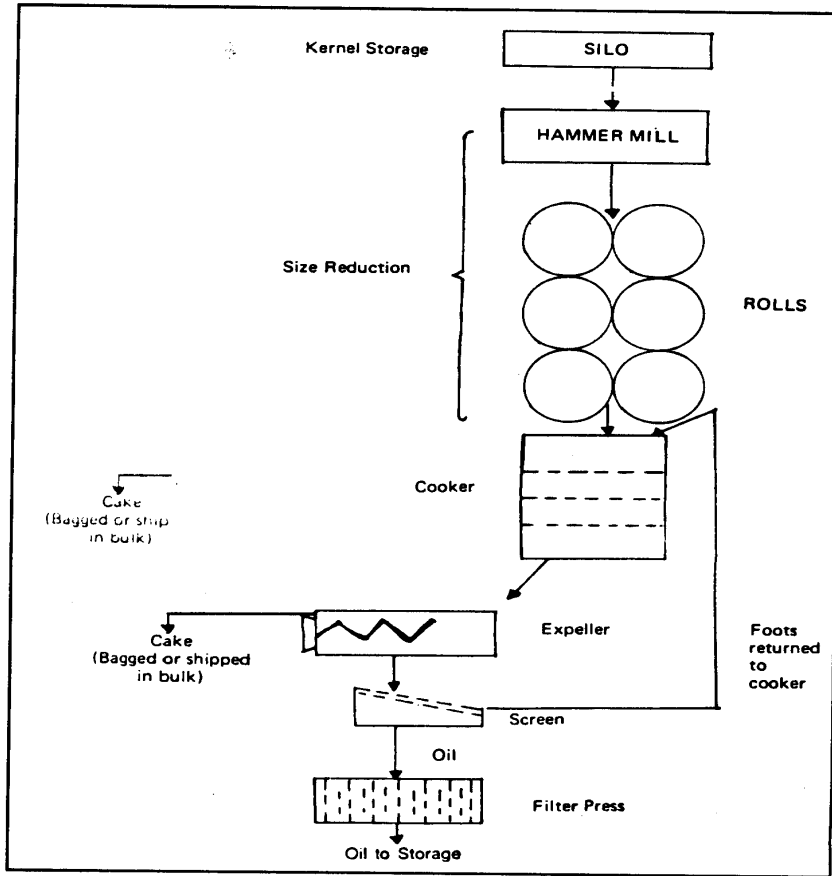 Kernel Storage
SILO
HAMMER MILL
Size Reduction
ROLLS
Cooker
Cake
(Bagged or ship
in bulk)
Expeller
Cake
(Bagged or shipped
in bulk)
Foots
returned
to
cooker
Screen
Oil
Filter Press
Oil to Storage